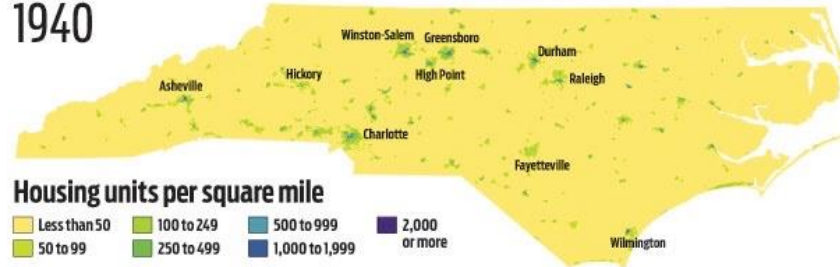 1940
Winston-Salem
Greensboro
Durham
Asheville
Hickory
High Point
Raleigh
Charlotte
Fayetteville
Wilmington
Housing units per square mile
Less than 50
100 to 249
500 to 999
2,000
or more
50 to 99
250 to 499
1,000 to 1,999